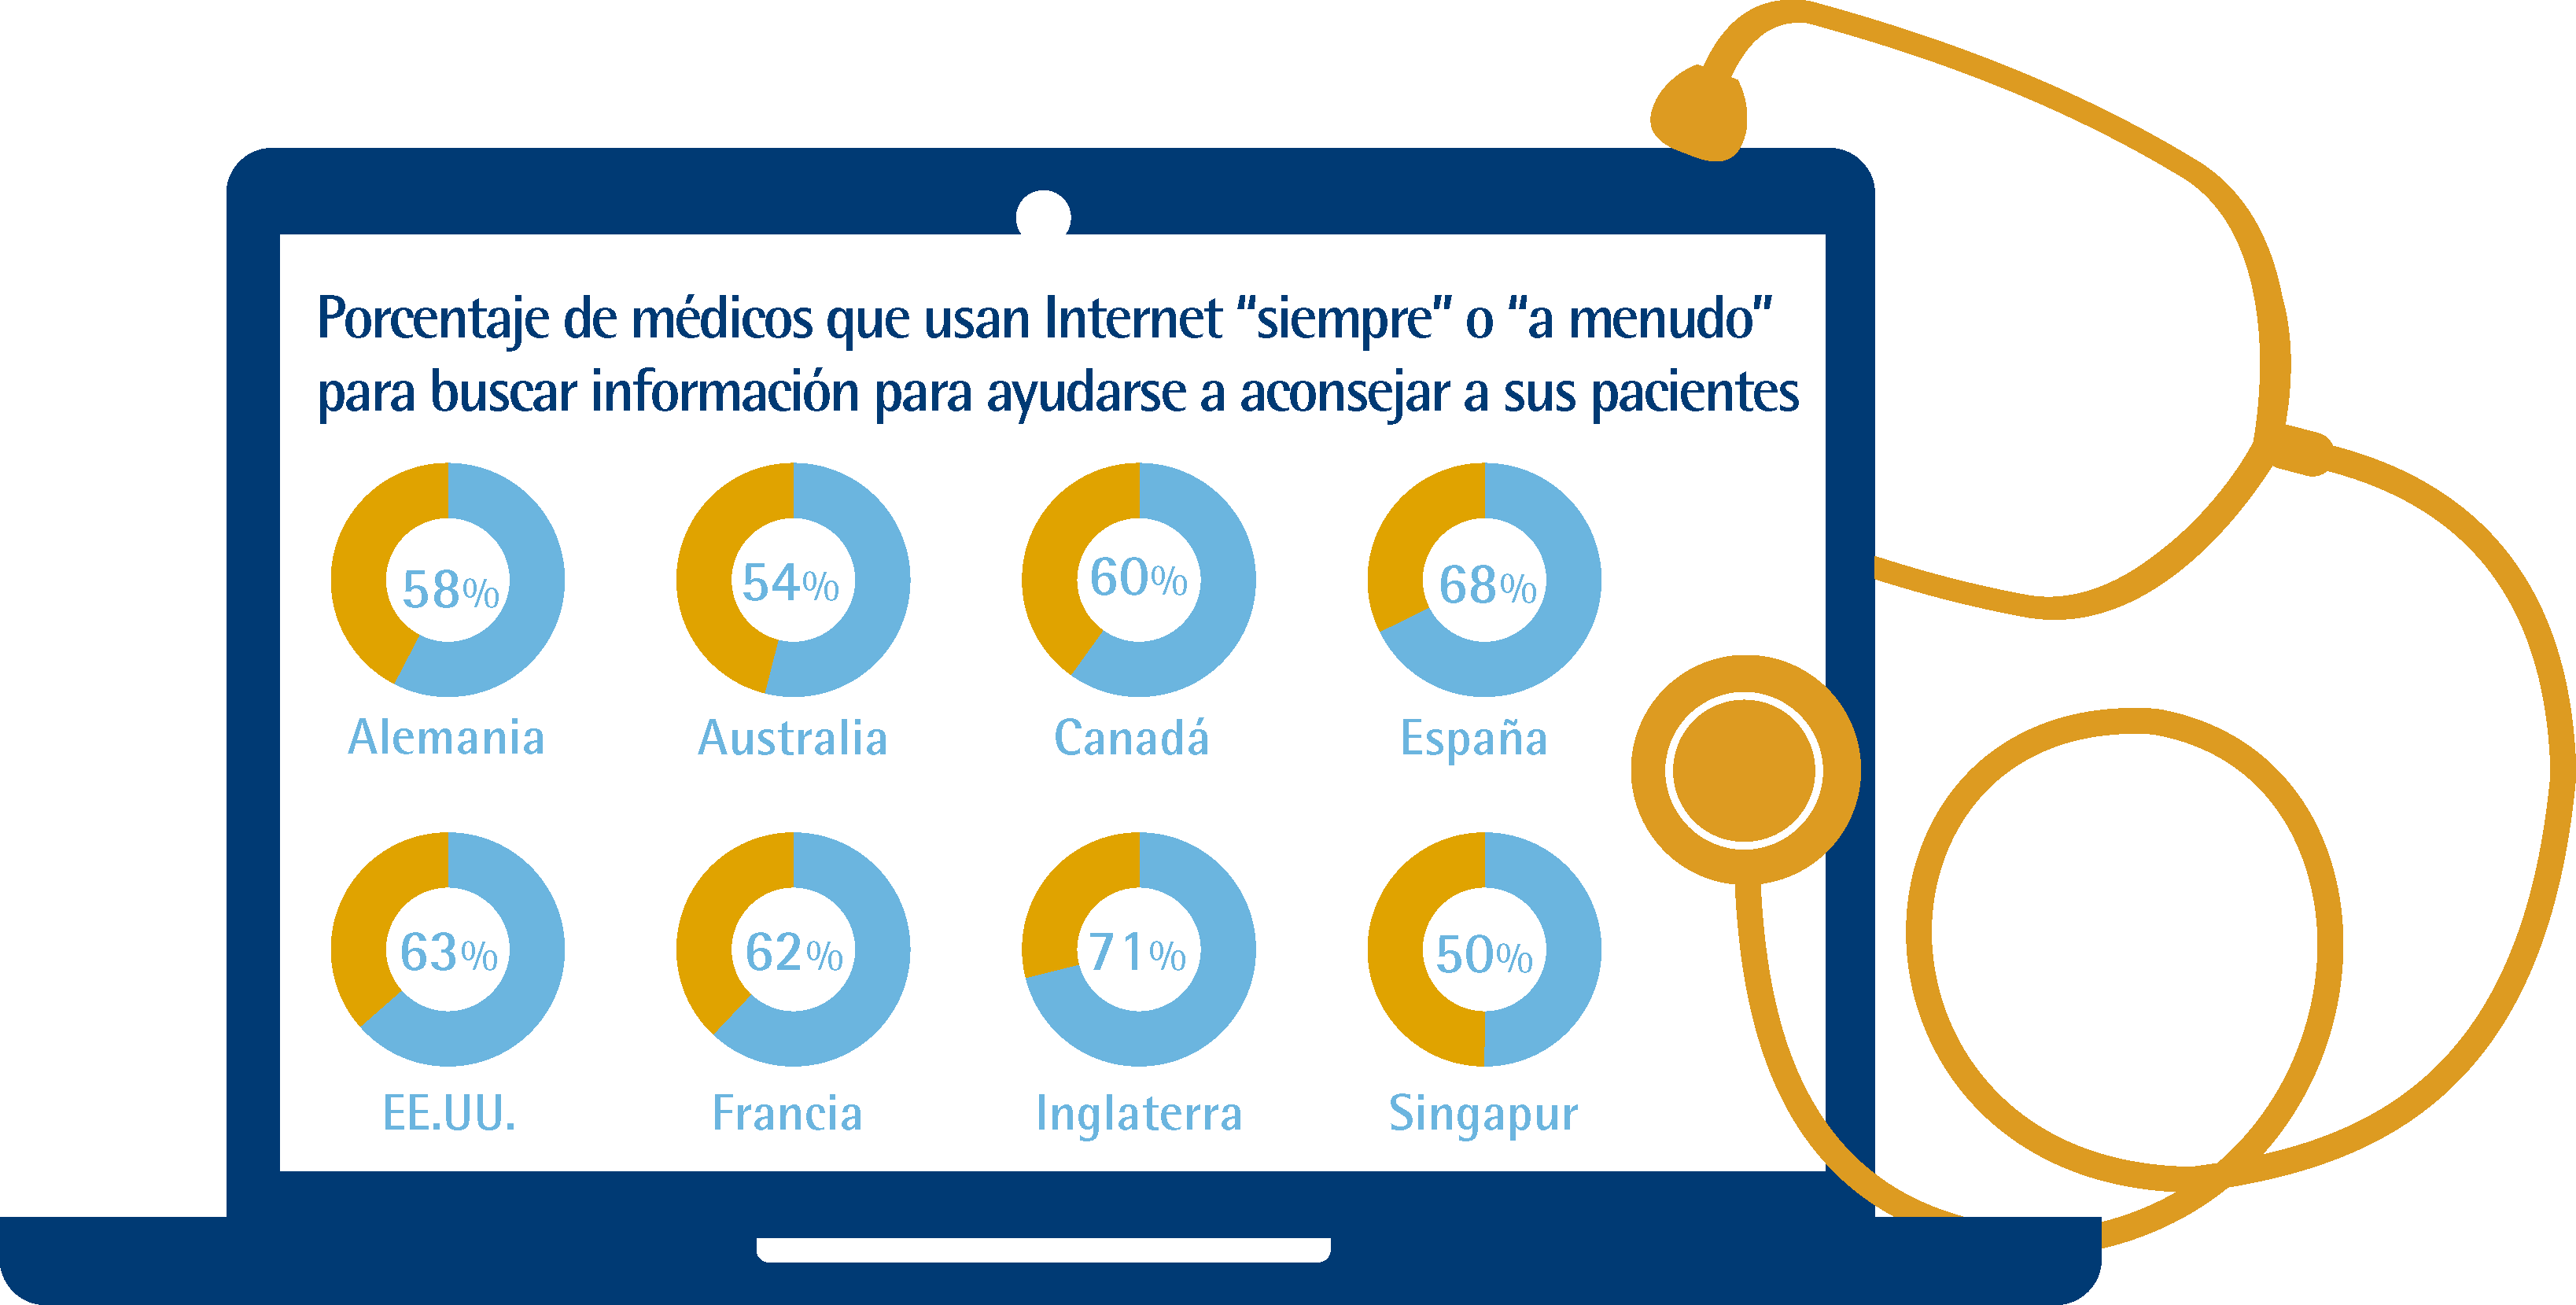 Porcentaje de médicos que usan Internet “siempre” o “a menudo”
para buscar información para ayudarse a aconsejar a sus pacientes
58% 54% 60% 68%
Alemania Australia Canadá España
63% 62% 71% 50%
EE.UU. Francia Inglaterra Singapur